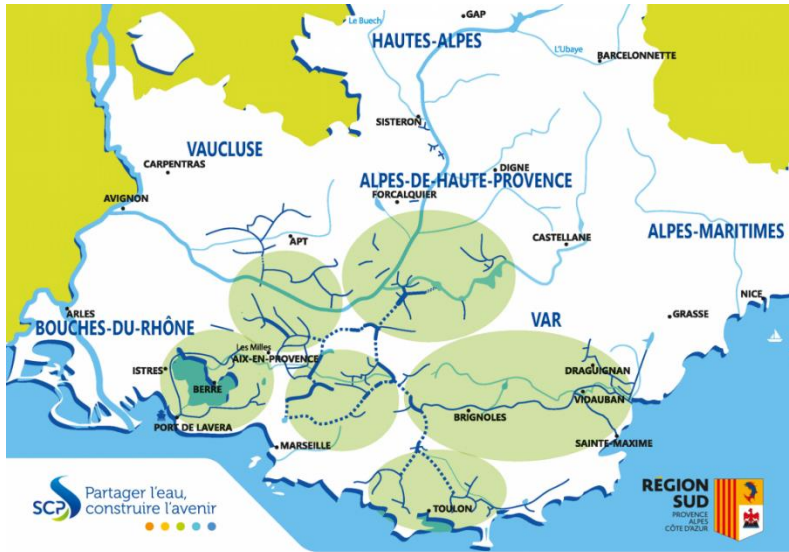 GAP
Le Buech
HAUTES-ALPES
L'Ubaye
BARCELONNETTE
SISTERON
VAUCLUSE
CARPENTRAS
DIGNE
ALPES-DE-HAUTE-PROVENCE
FORCALQUIER
AVIGNON
APT
CASTELLANE
ALPES-MARITIMES
NICE
ARLES
GRASSE
BOUCHES-DU-RHÔNE
VAR
Les Milles
AIX-EN-PROVENCE
ISTRES
DRAGUIGNAN
BERRE
VIDAUBAN
BRIGNOLES
PORT DE LAVERA
SAINTE-MAXIME
MARSEILLE
TOULON
SCP
Partager l'eau,
construire l'avenir
REGION
SUD
PROVENCE
ALPES
CÔTE D'AZUR